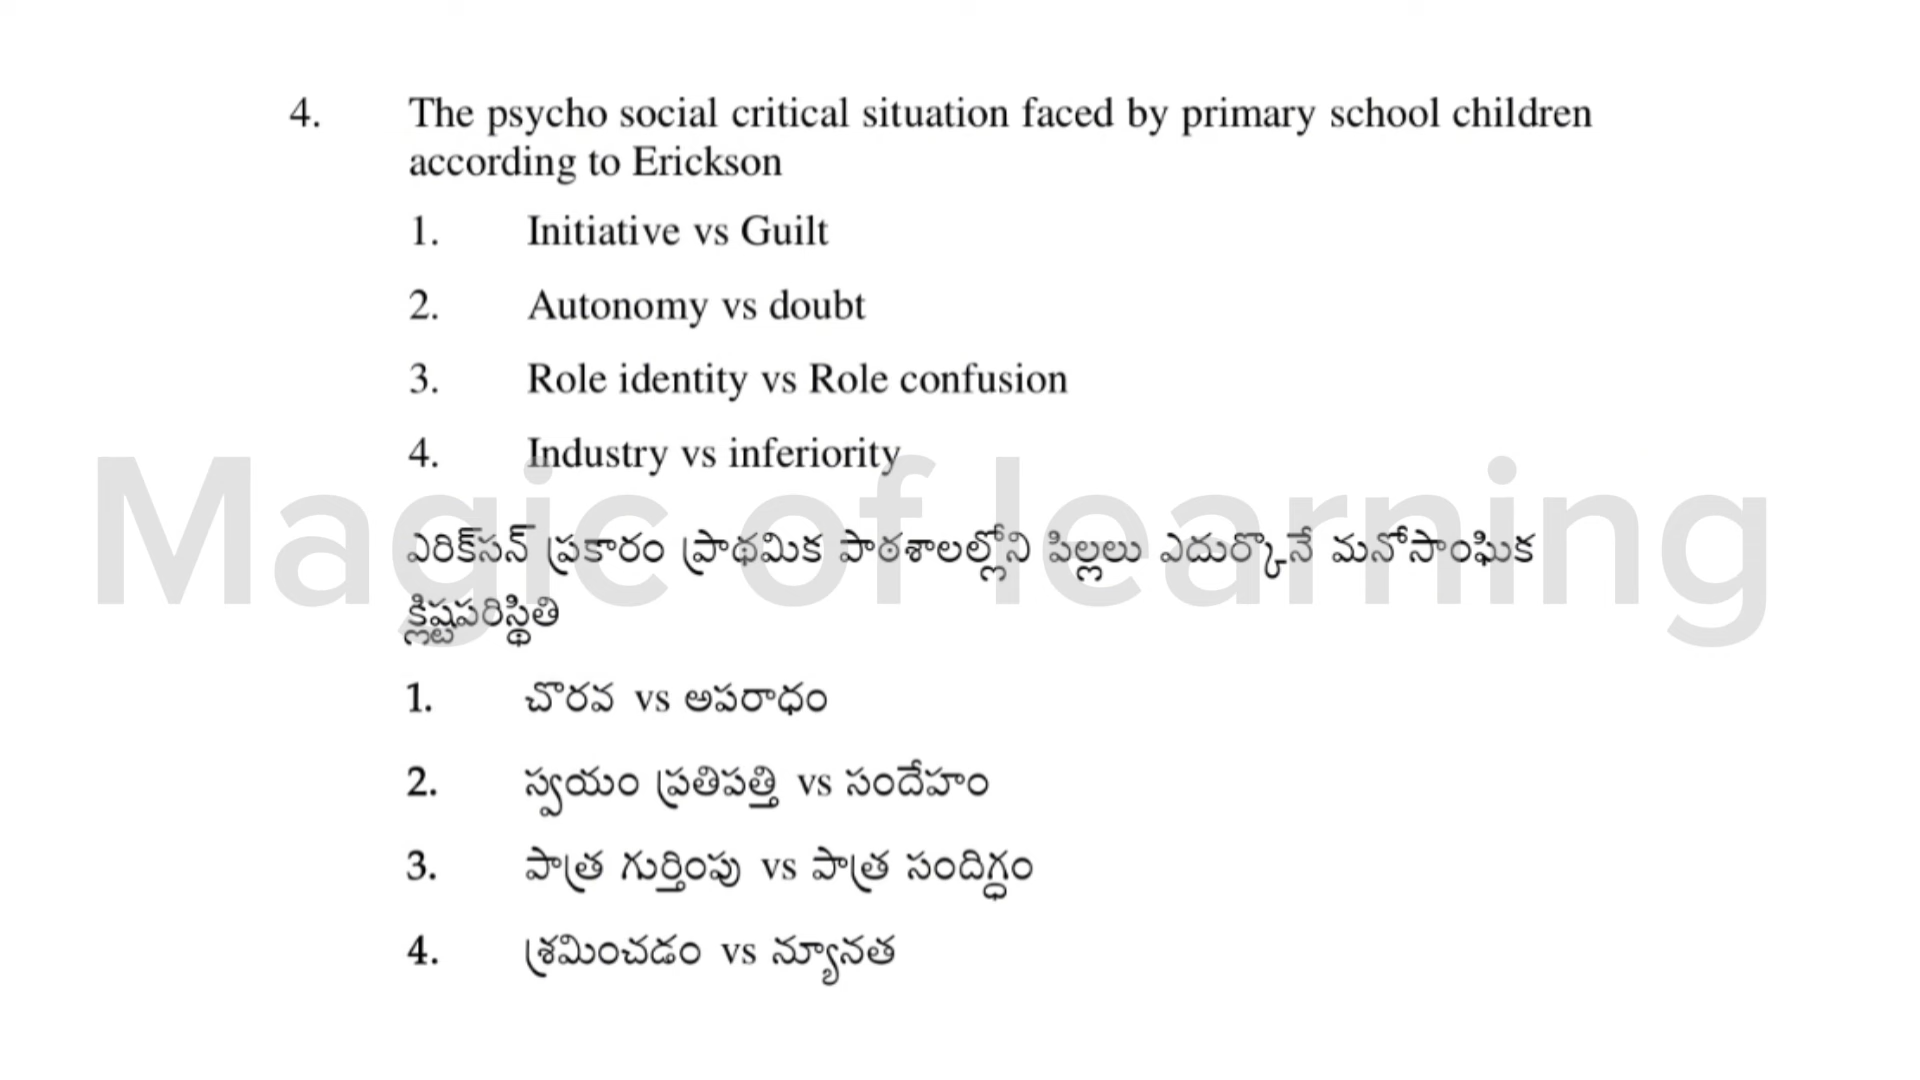 4. The psycho social critical situation faced by primary school children
according to Erickson
1. Initiative vs Guilt
2. Autonomy vs doubt
3. Role identity vs Role confusion
4. Industry vs inferiority
Magic of learning
ఎరిక్‌సన్ ప్రకారం ప్రాథమిక పాఠశాలల్లోని పిల్లలు ఎదుర్కొనే మనోసాంఘిక
క్లిష్టపరిస్థితి
1. చొరవ vs అపరాధం
2. స్వయం ప్రతిపత్తి vs సందేహం
3. పాత్ర గుర్తింపు vs పాత్ర సందిగ్ధం
4. శ్రమించడం vs న్యూనత